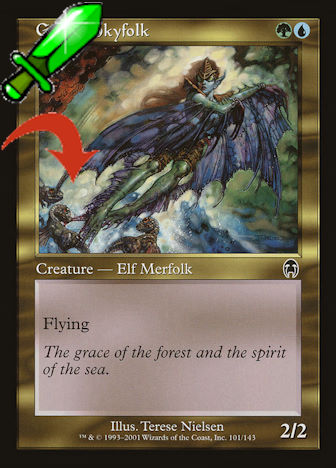 Creature — Elf Merfolk
Flying
The grace of the forest and the spirit
of the sea.
Illus. Terese Nielsen
™ & © 1993–2001 Wizards of the Coast, Inc. 101/143
2/2